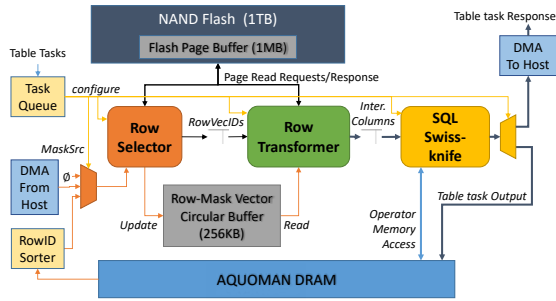 Table Task Response
NAND Flash (1TB)
Flash Page Buffer (1MB)
DMA
To Host
Table Tasks
Task
Queue
configure
Page Read Requests/Response
Row
Selector
RowVecIDs
Row
Transformer
Inter.
Columns
SQL
Swiss-
knife
MaskSrc
DMA
From
Host
∅
Row-Mask Vector
Circular Buffer
(256KB)
Update
Read
Operator
Memory
Access
Table task Output
RowID
Sorter
AQUOMAN DRAM